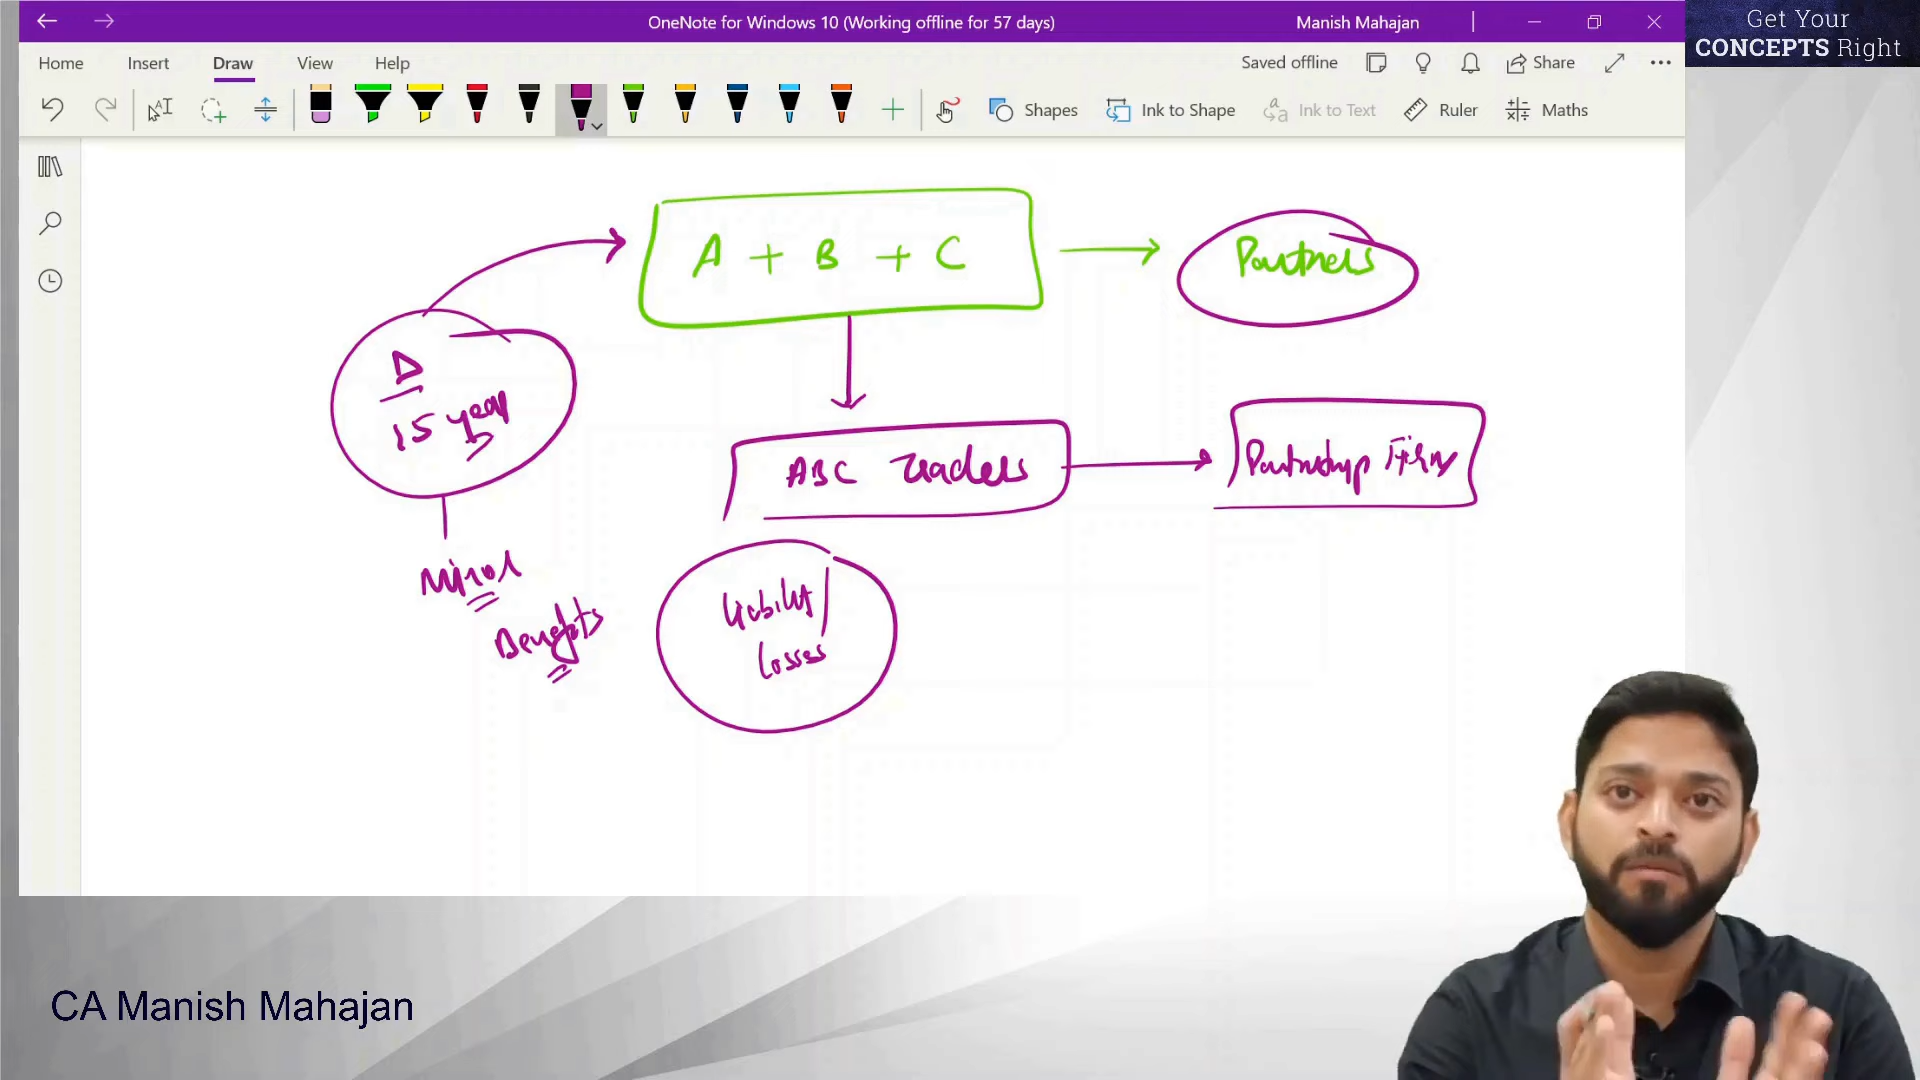 OneNote for Windows 10 (Working offline for 57 days)
Manish Mahajan
Get Your
CONCEPTS Right
Home Insert Draw View Help
Saved offline
Share
Shapes
Ink to Shape
Ink to Text
Ruler
Maths
A + B + C
Partners
D
15 year
ABC Traders
Partnership Firm
Minor
Benefits
Liability/
Losses
CA Manish Mahajan